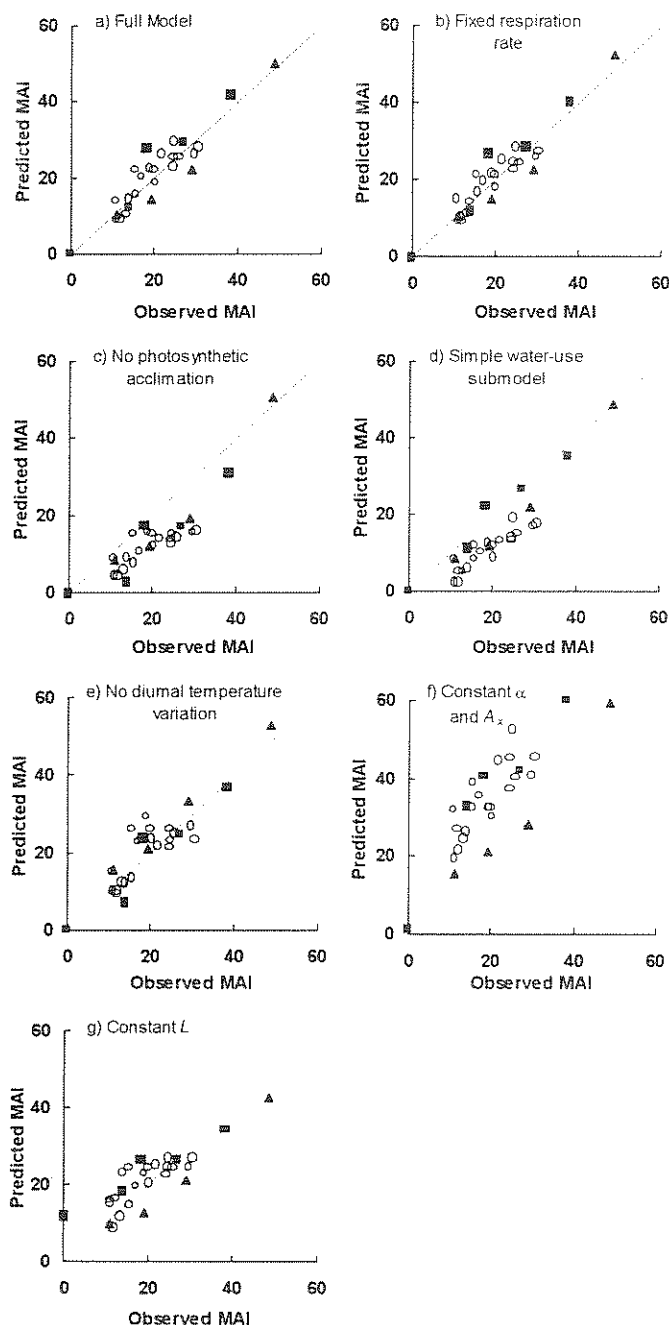 a) Full Model
60
40
20
0
Predicted MAI
0 20 40 60
Observed MAI
b) Fixed respiration
rate
60
40
20
0
Predicted MAI
0 20 40 60
Observed MAI
c) No photosynthetic
acclimation
60
40
20
0
Predicted MAI
0 20 40 60
Observed MAI
d) Simple water-use
submodel
60
40
20
0
Predicted MAI
0 20 40 60
Observed MAI
e) No diurnal temperature
variation
60
40
20
0
Predicted MAI
0 20 40 60
Observed MAI
f) Constant α
and Aₓ
60
40
20
0
Predicted MAI
0 20 40 60
Observed MAI
g) Constant L
60
40
20
0
Predicted MAI
0 20 40 60
Observed MAI